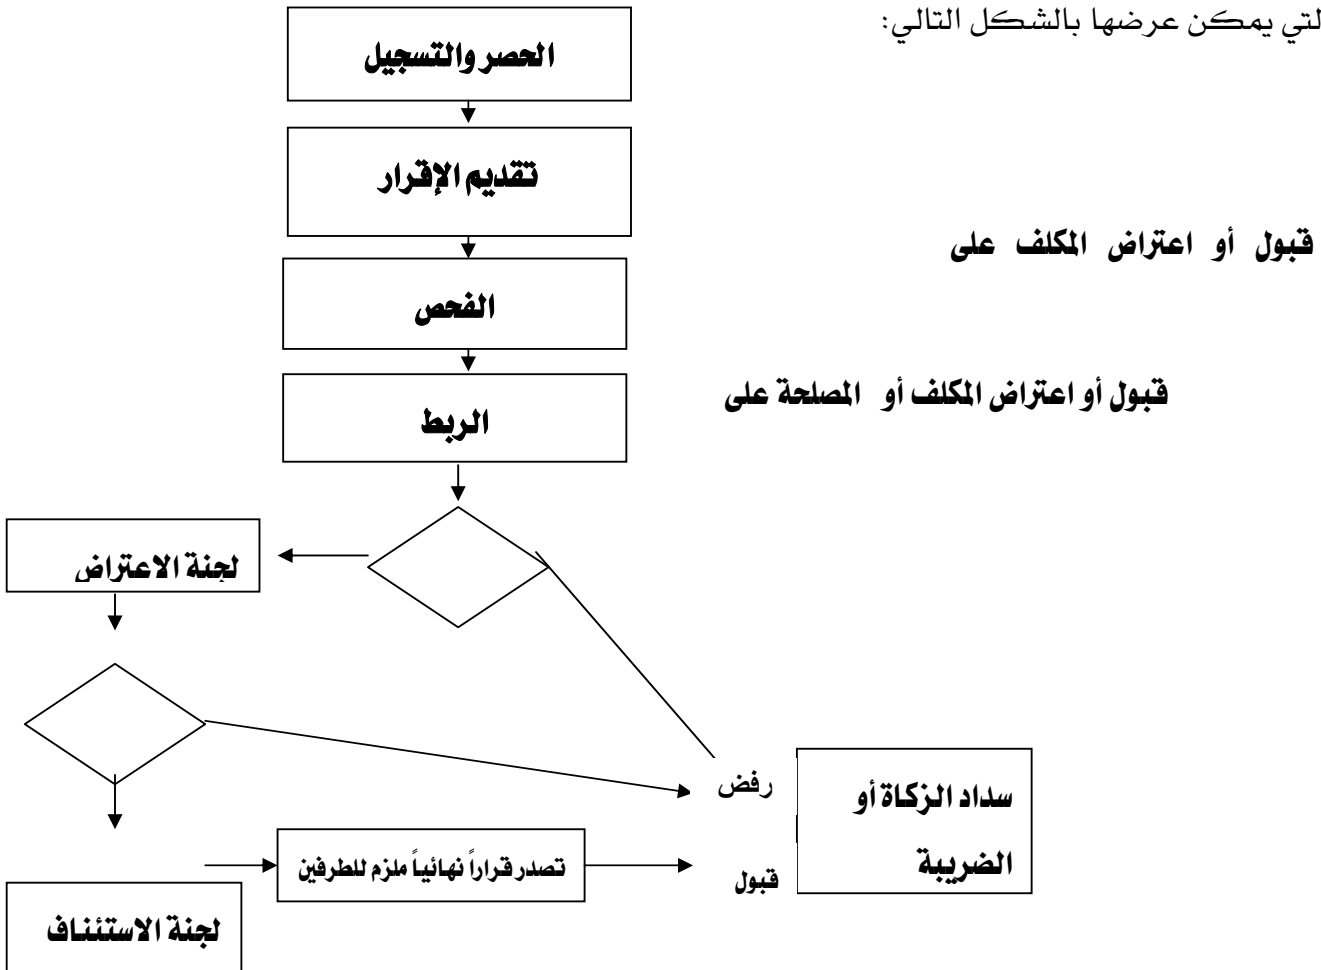 لتي يمكن عرضها بالشكل التالي:
الحصر والتسجيل
تقديم الإقرار
قبول أو اعتراض المكلف على
الفحص
قبول أو اعتراض المكلف أو المصلحة على
الربط
لجنة الاعتراض
رفض
سداد الزكاة أو
الضريبة
تصدر قراراً نهائياً ملزم للطرفين
قبول
لجنة الاستئناف